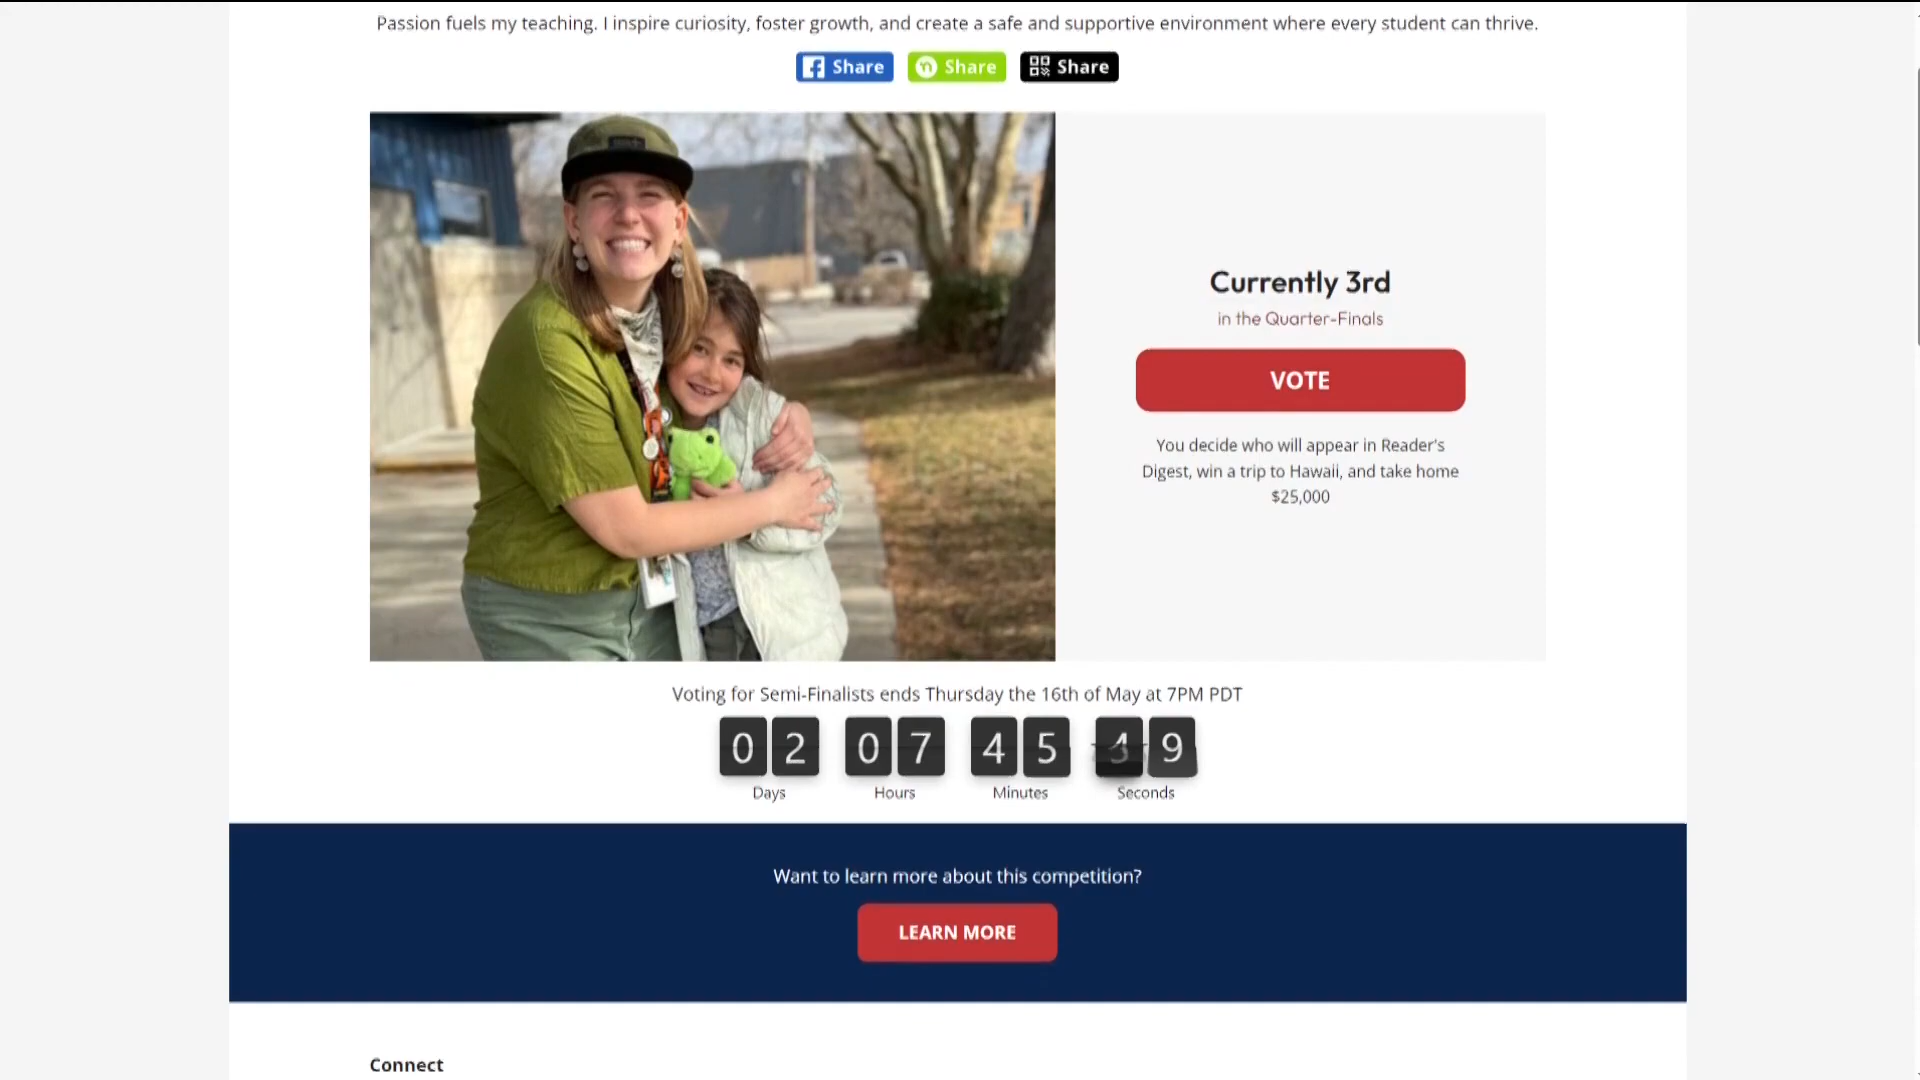 Passion fuels my teaching. I inspire curiosity, foster growth, and create a safe and supportive environment where every student can thrive.
Share Share Share
Currently 3rd
in the Quarter-Finals
VOTE
You decide who will appear in Reader's
Digest, win a trip to Hawaii, and take home
$25,000
Voting for Semi-Finalists ends Thursday the 16th of May at 7PM PDT
02 07 45 9
Days Hours Minutes Seconds
Want to learn more about this competition?
LEARN MORE
Connect